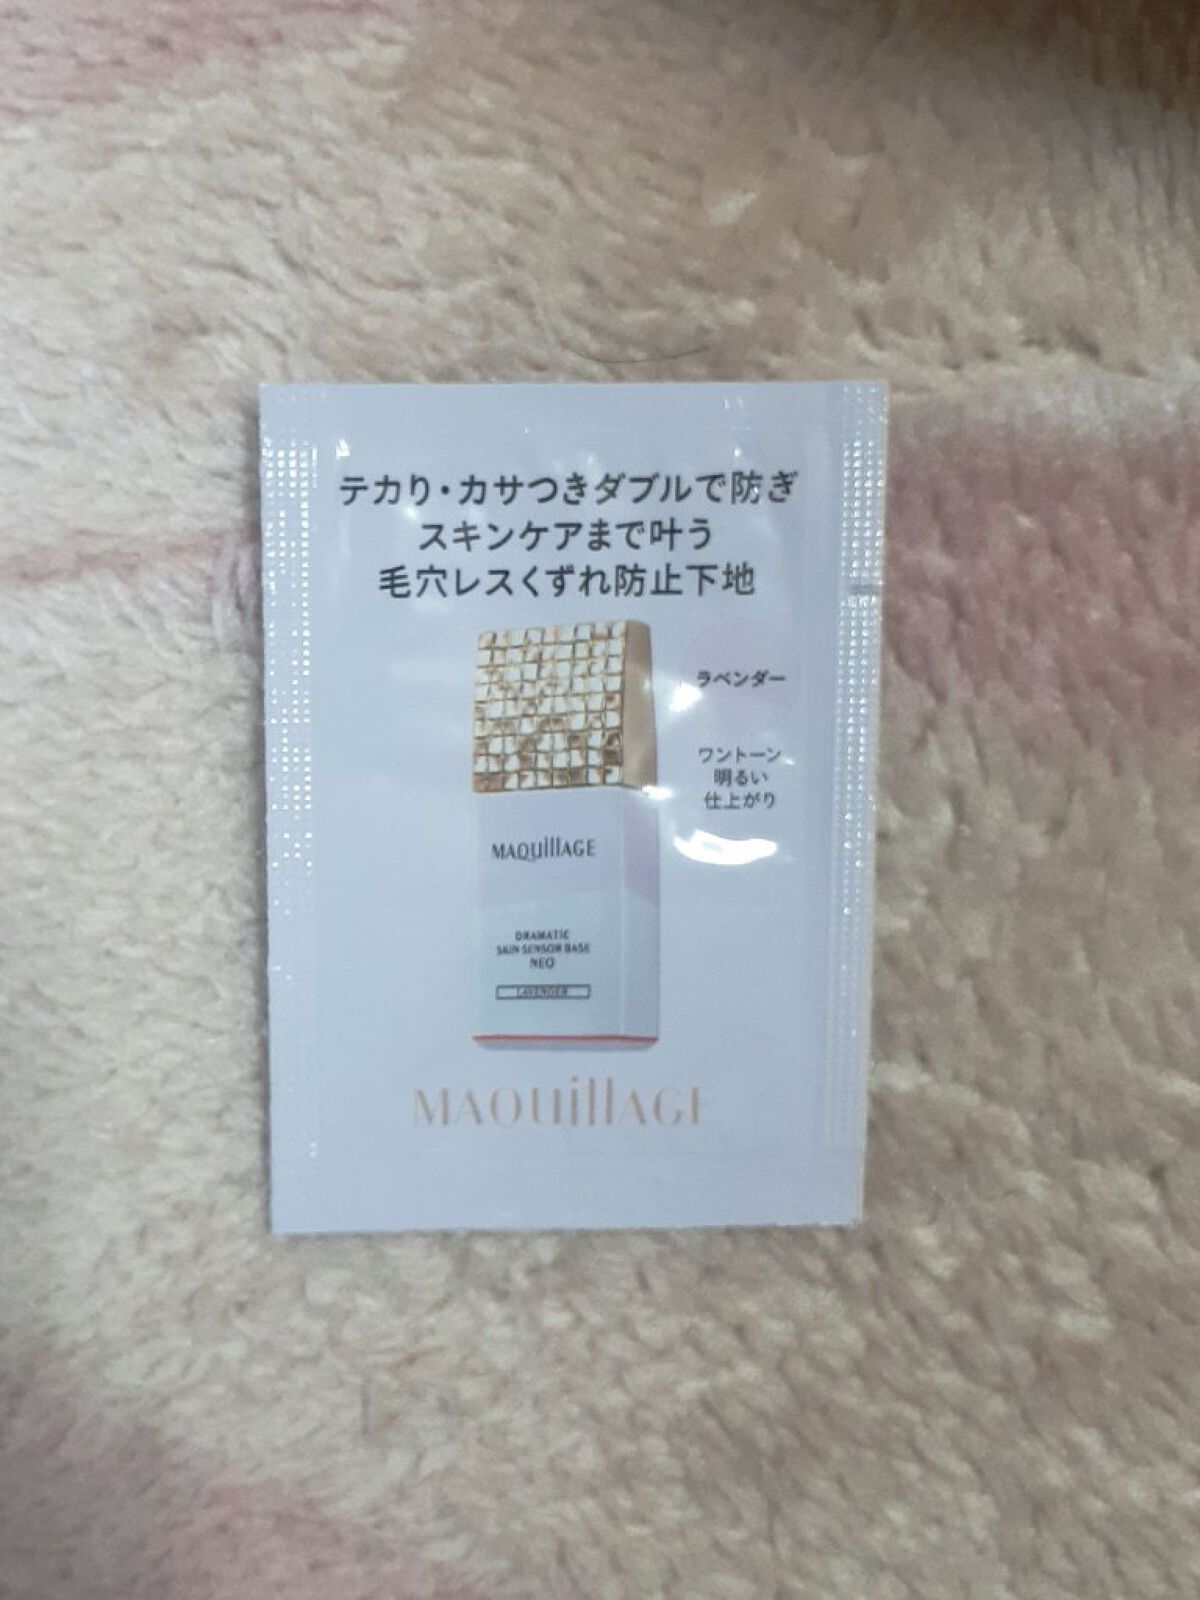 テカり・カサつきダブルで防ぎ
スキンケアまで叶う
毛穴レスくずれ防止下地
ラベンダー
ワントーン
明るい
仕上がり
MAQuillAGE
DRAMATIC
SKIN SENSOR BASE
NEO
LAVENDER
MAQuillAGE